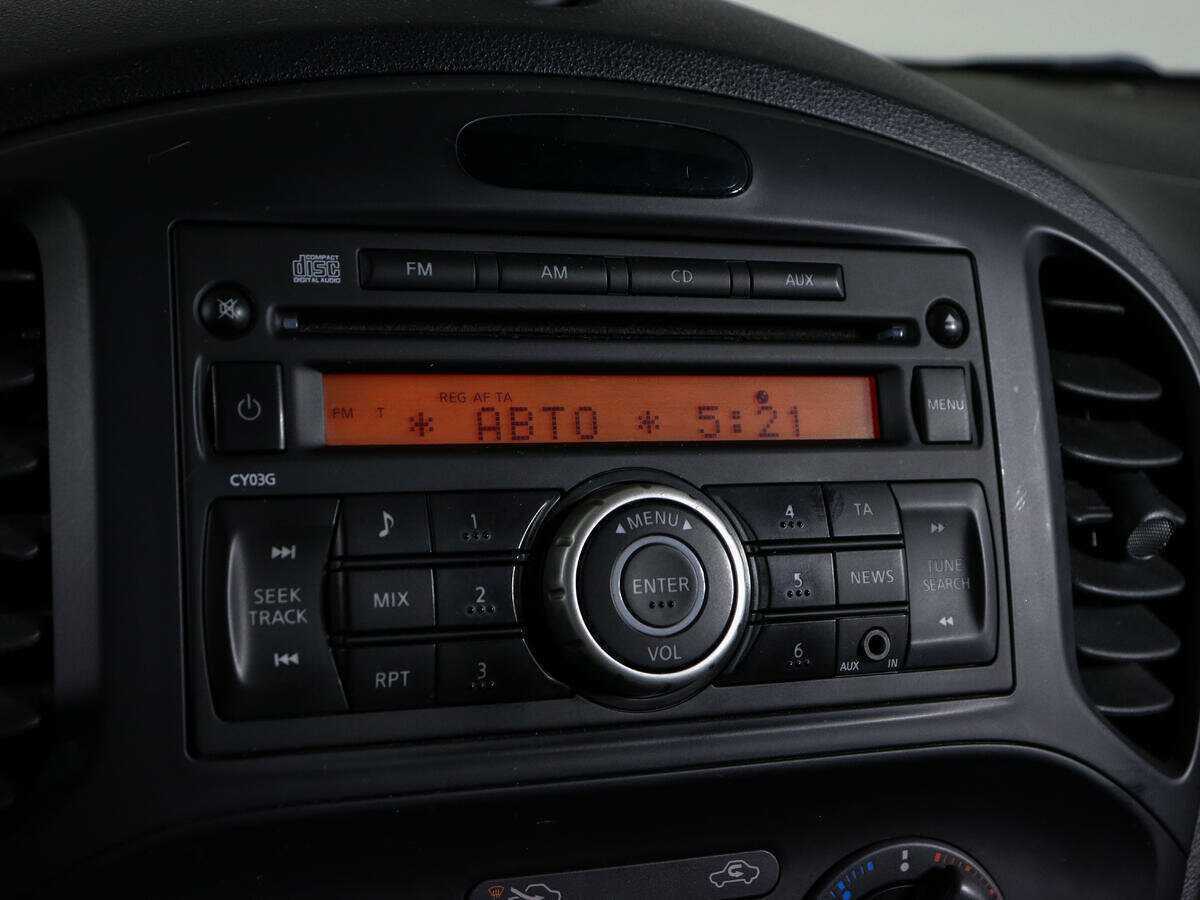 COMPACT
disc
DIGITAL AUDIO
FM AM CD AUX
REG AF TA
FM T * АВТО * 5:21
MENU
CY03G
SEEK
TRACK
1
MIX
2
RPT
3
MENU
ENTER
VOL
4
TA
5
NEWS
6
AUX IN
TUNE
SEARCH